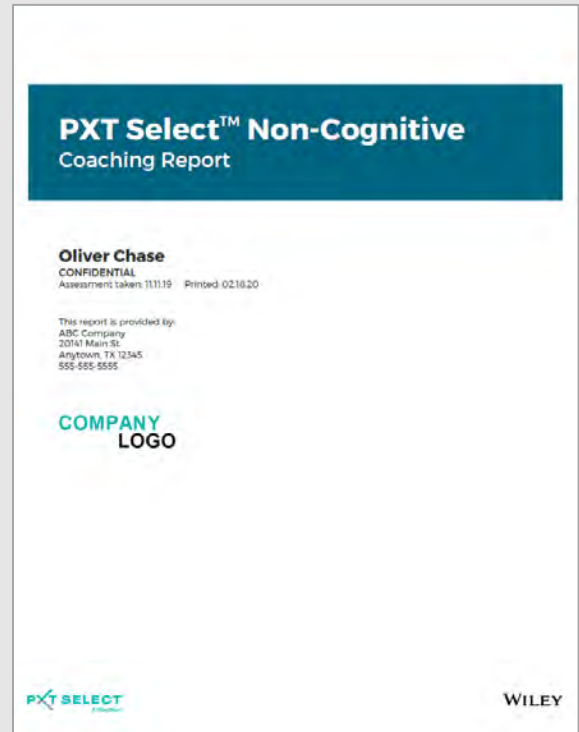 PXT Select™ Non-Cognitive
Coaching Report
Oliver Chase
CONFIDENTIAL
Assessment taken: 11.11.19 Printed: 02.18.20
This report is provided by:
ABC Company
20141 Main St.
Anytown, TX 12345
555-555-5555
COMPANY
LOGO
PXT SELECT
WILEY